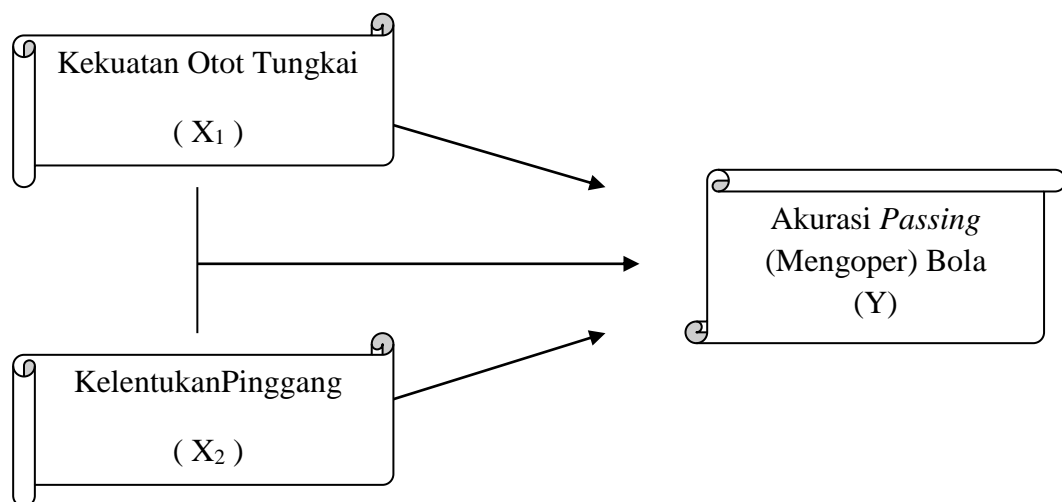 Kekuatan Otot Tungkai
( X₁ )
Akurasi Passing
(Mengoper) Bola
(Y)
KelentukanPinggang
( X₂ )